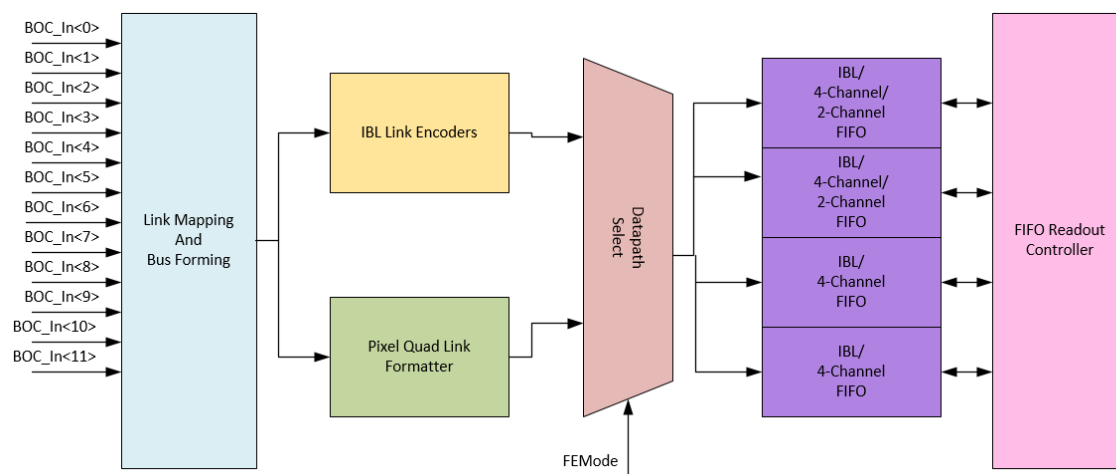 BOC_In<0>
BOC_In<1>
BOC_In<2>
BOC_In<3>
BOC_In<4>
BOC_In<5>
BOC_In<6>
BOC_In<7>
BOC_In<8>
BOC_In<9>
BOC_In<10>
BOC_In<11>
Link Mapping
And
Bus Forming
IBL Link Encoders
Pixel Quad Link
Formatter
Datapath
Select
FEMode
IBL/
4-Channel/
2-Channel
FIFO
IBL/
4-Channel/
2-Channel
FIFO
IBL/
4-Channel
FIFO
IBL/
4-Channel
FIFO
FIFO Readout
Controller